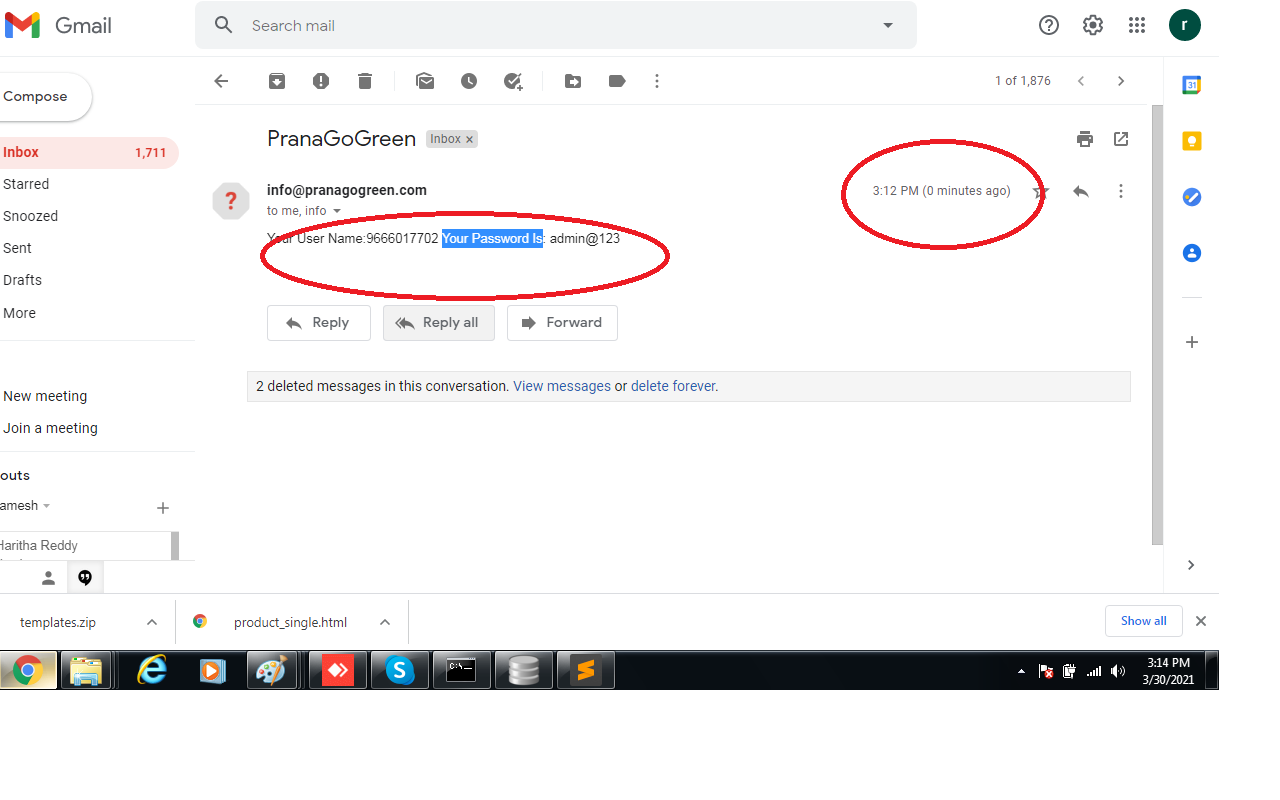 Gmail
Search mail
r
Compose
1 of 1,876
31
Inbox 1,711
PranaGoGreen Inbox ×
Starred
info@pranagogreen.com 3:12 PM (0 minutes ago)
?
to me, info
Snoozed
Your User Name:9666017702 Your Password Is: admin@123
Sent
Drafts
More
Reply Reply all Forward
2 deleted messages in this conversation. View messages or delete forever.
New meeting
Join a meeting
outs
amesh
Haritha Reddy
templates.zip product_single.html Show all
C:\
S
3:14 PM
3/30/2021